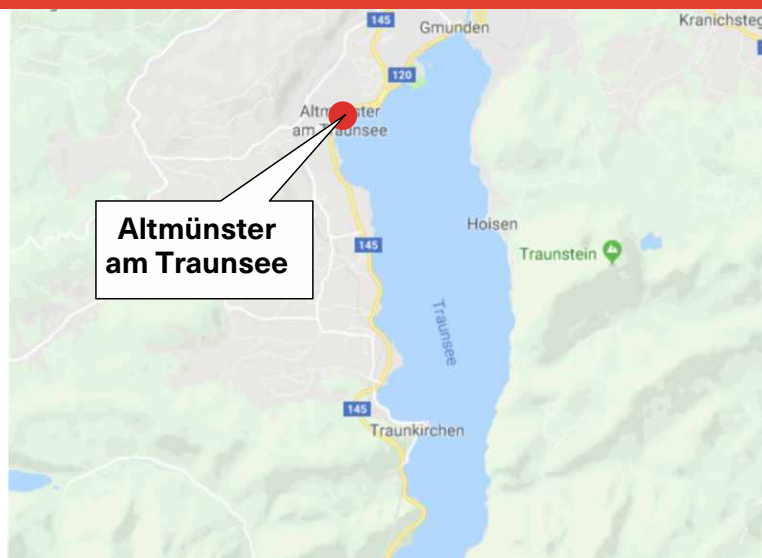 145
Gmunden
Kranichsteg
120
Altmünster
am Traunsee
Altmünster
am Traunsee
Hoisen
145
Traunstein
Traunsee
145
Traunkirchen